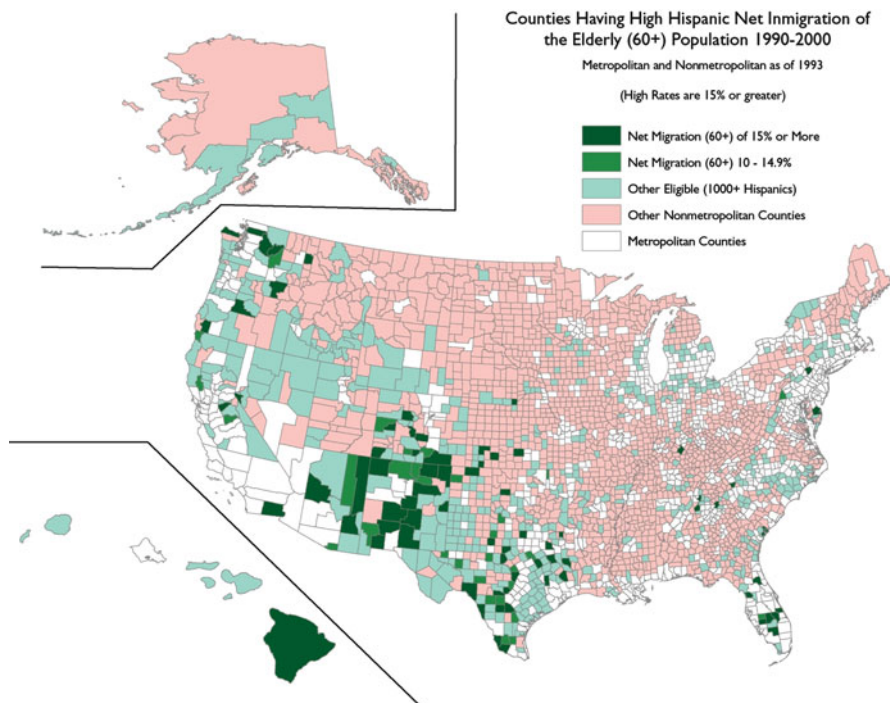 Counties Having High Hispanic Net Inmigration of
the Elderly (60+) Population 1990-2000
Metropolitan and Nonmetropolitan as of 1993
(High Rates are 15% or greater)
Net Migration (60+) of 15% or More
Net Migration (60+) 10 - 14.9%
Other Eligible (1000+ Hispanics)
Other Nonmetropolitan Counties
Metropolitan Counties